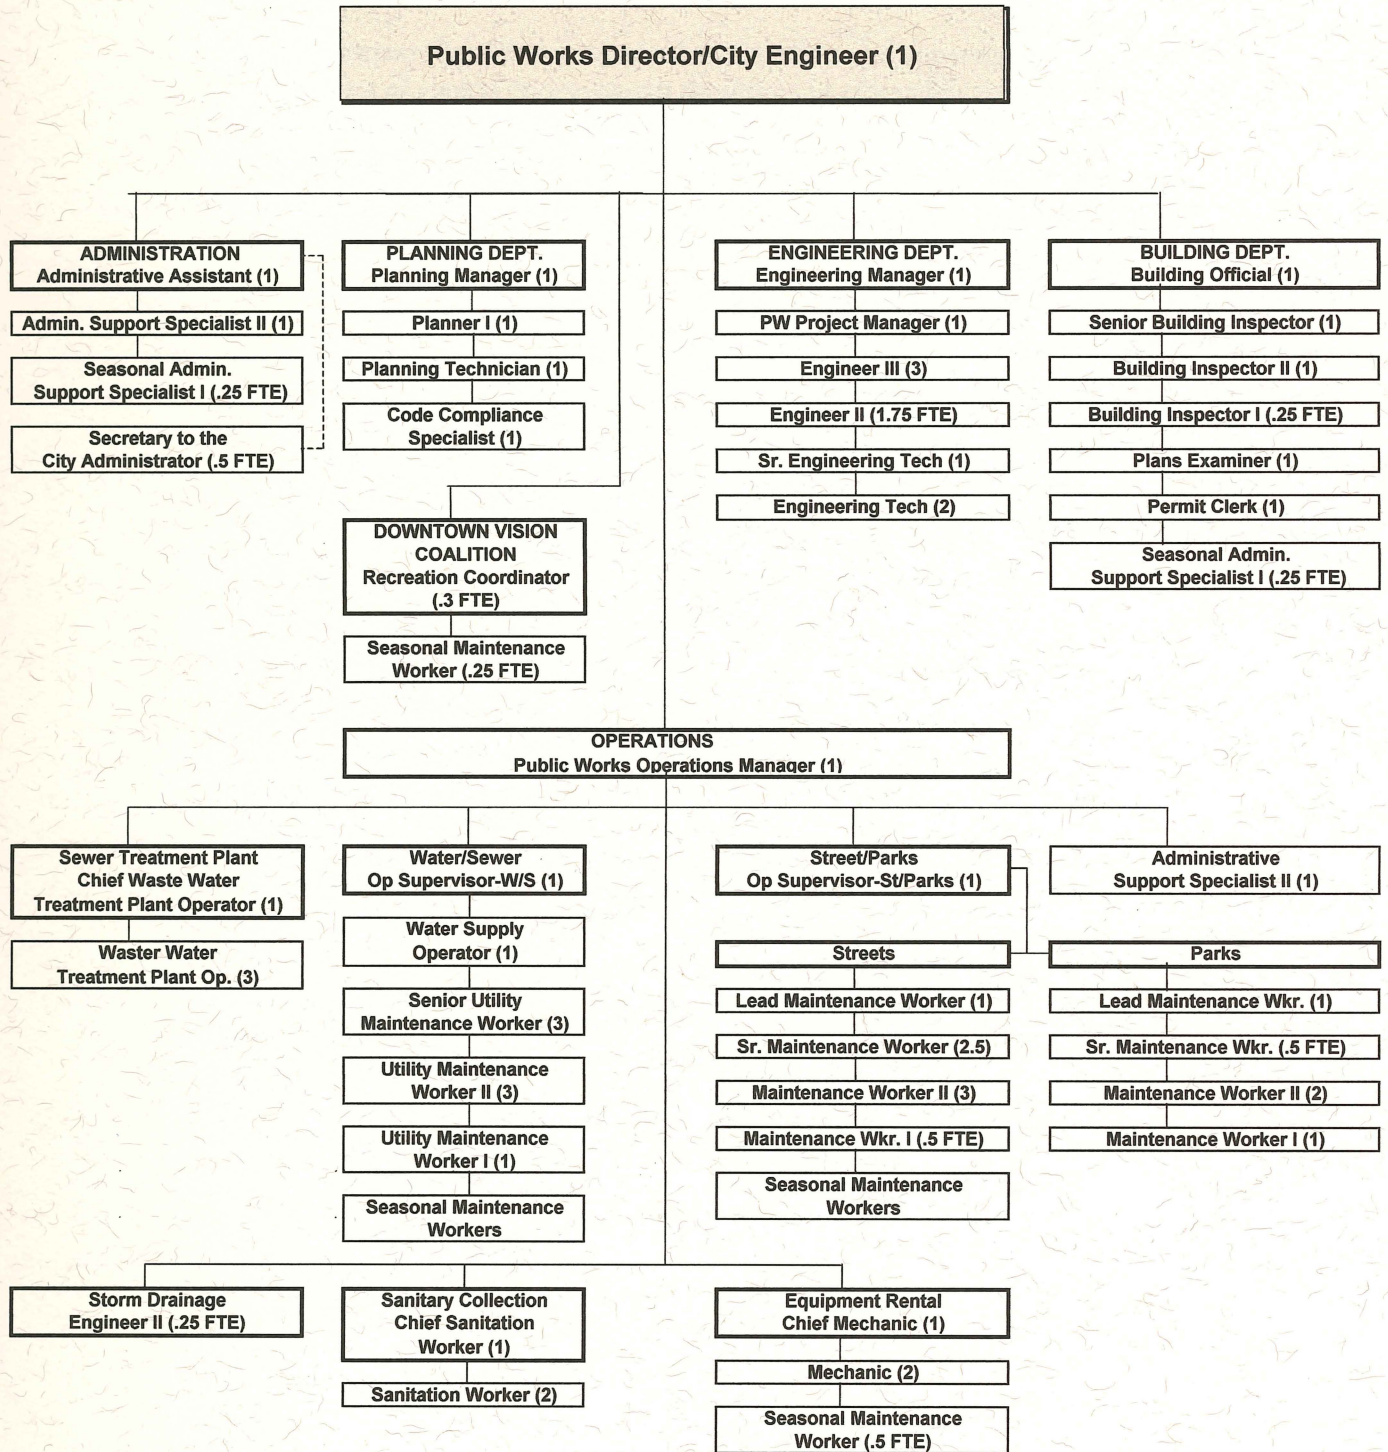 Public Works Director/City Engineer (1)
ADMINISTRATION
Administrative Assistant (1)
Admin. Support Specialist II (1)
Seasonal Admin.
Support Specialist I (.25 FTE)
Secretary to the
City Administrator (.5 FTE)
PLANNING DEPT.
Planning Manager (1)
Planner I (1)
Planning Technician (1)
Code Compliance
Specialist (1)
DOWNTOWN VISION
COALITION
Recreation Coordinator
(.3 FTE)
Seasonal Maintenance
Worker (.25 FTE)
ENGINEERING DEPT.
Engineering Manager (1)
PW Project Manager (1)
Engineer III (3)
Engineer II (1.75 FTE)
Sr. Engineering Tech (1)
Engineering Tech (2)
BUILDING DEPT.
Building Official (1)
Senior Building Inspector (1)
Building Inspector II (1)
Building Inspector I (.25 FTE)
Plans Examiner (1)
Permit Clerk (1)
Seasonal Admin.
Support Specialist I (.25 FTE)
OPERATIONS
Public Works Operations Manager (1)
Sewer Treatment Plant
Chief Waste Water
Treatment Plant Operator (1)
Waster Water
Treatment Plant Op. (3)
Water/Sewer
Op Supervisor-W/S (1)
Water Supply
Operator (1)
Senior Utility
Maintenance Worker (3)
Utility Maintenance
Worker II (3)
Utility Maintenance
Worker I (1)
Seasonal Maintenance
Workers
Street/Parks
Op Supervisor-St/Parks (1)
Streets
Lead Maintenance Worker (1)
Sr. Maintenance Worker (2.5)
Maintenance Worker II (3)
Maintenance Wkr. I (.5 FTE)
Seasonal Maintenance
Workers
Administrative
Support Specialist II (1)
Parks
Lead Maintenance Wkr. (1)
Sr. Maintenance Wkr. (.5 FTE)
Maintenance Worker II (2)
Maintenance Worker I (1)
Storm Drainage
Engineer II (.25 FTE)
Sanitary Collection
Chief Sanitation
Worker (1)
Sanitation Worker (2)
Equipment Rental
Chief Mechanic (1)
Mechanic (2)
Seasonal Maintenance
Worker (.5 FTE)